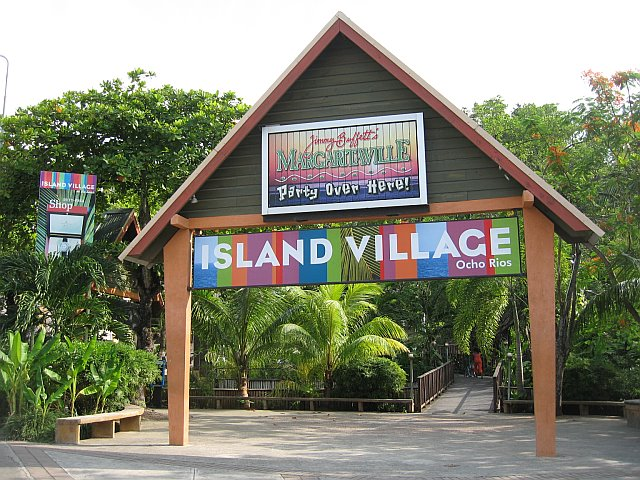 Jimmy Buffett's
MARGARITAVILLE
Party Over Here!
ISLAND VILLAGE
Ocho Rios
ISLAND VILLAGE
Shop